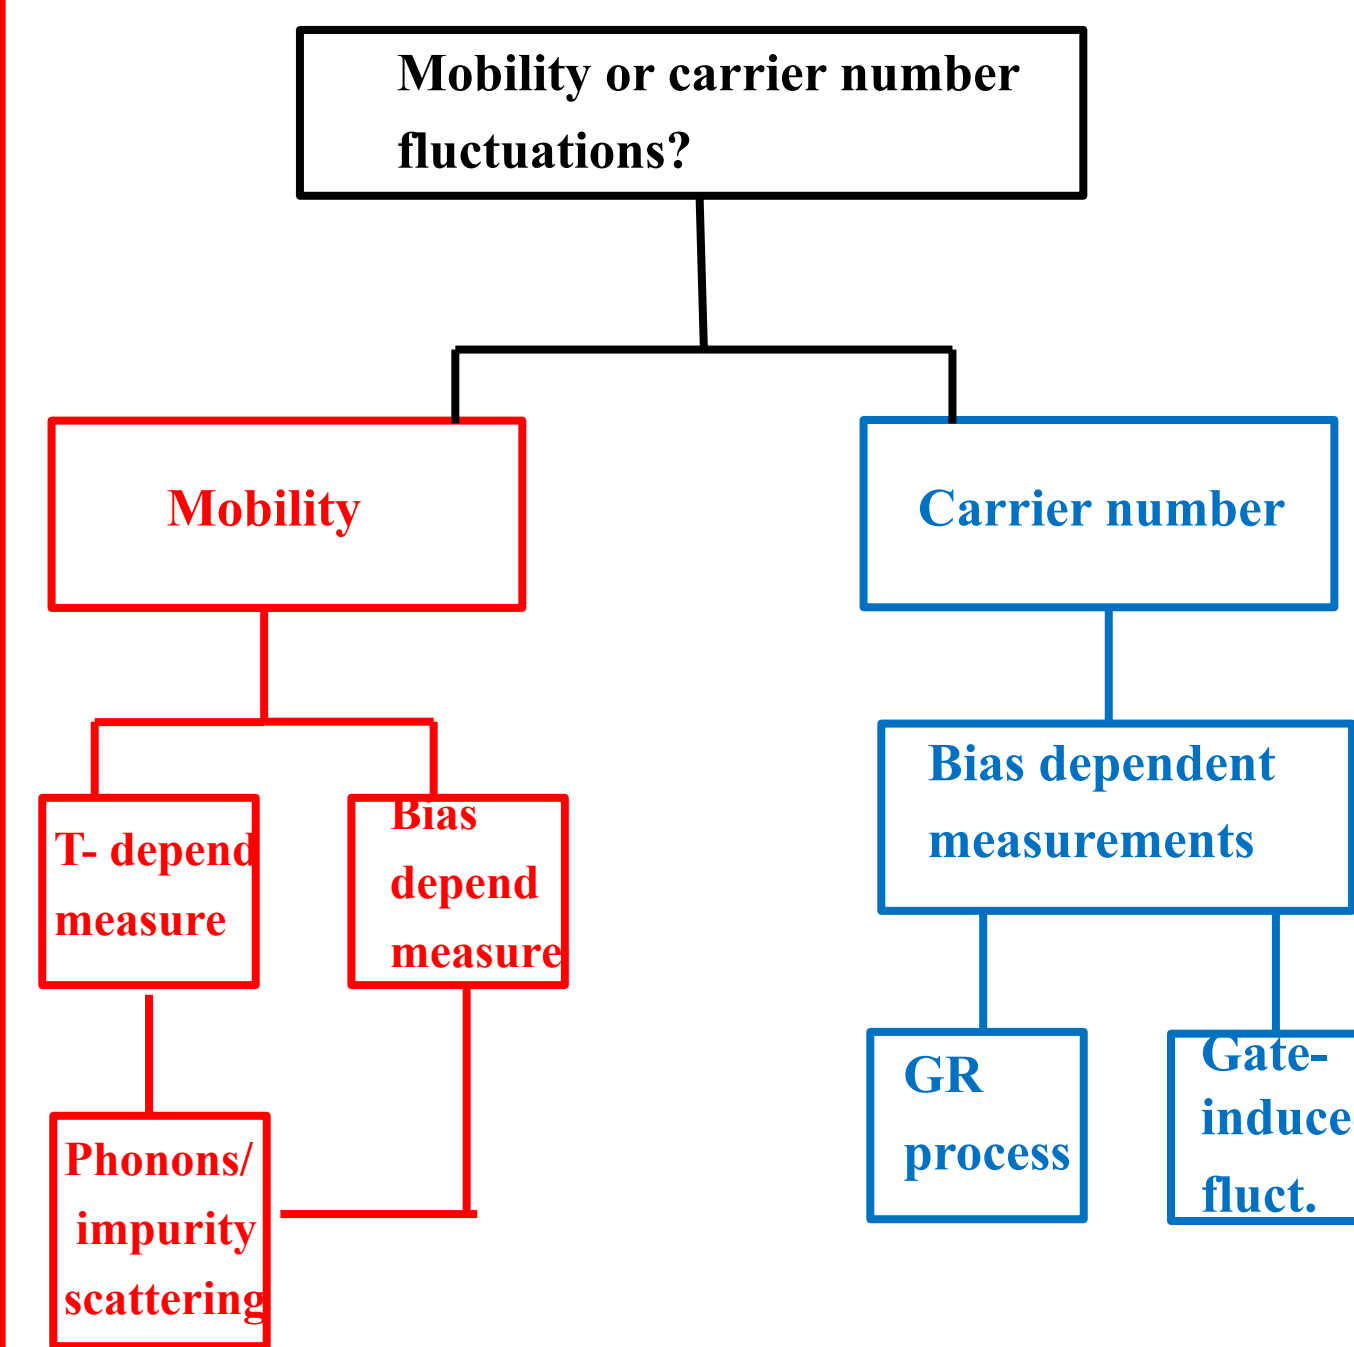 Mobility or carrier number
fluctuations?
Mobility
Carrier number
T- depend
measure
Bias
depend
measure
Bias dependent
measurements
Phonons/
impurity
scattering
GR
process
Gate-
induce
fluct.